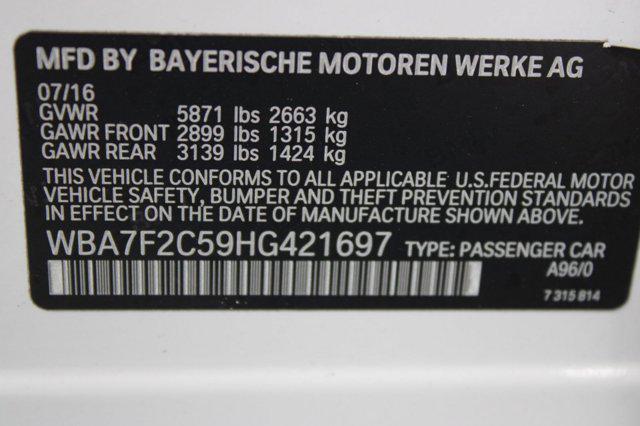 MFD BY BAYERISCHE MOTOREN WERKE AG
07/16
GVWR 5871 lbs 2663 kg
GAWR FRONT 2899 lbs 1315 kg
GAWR REAR 3139 lbs 1424 kg
THIS VEHICLE CONFORMS TO ALL APPLICABLE U.S.FEDERAL MOTOR
VEHICLE SAFETY, BUMPER AND THEFT PREVENTION STANDARDS
IN EFFECT ON THE DATE OF MANUFACTURE SHOWN ABOVE.
WBA7F2C59HG421697 TYPE: PASSENGER CAR
A96/0
7 315 814